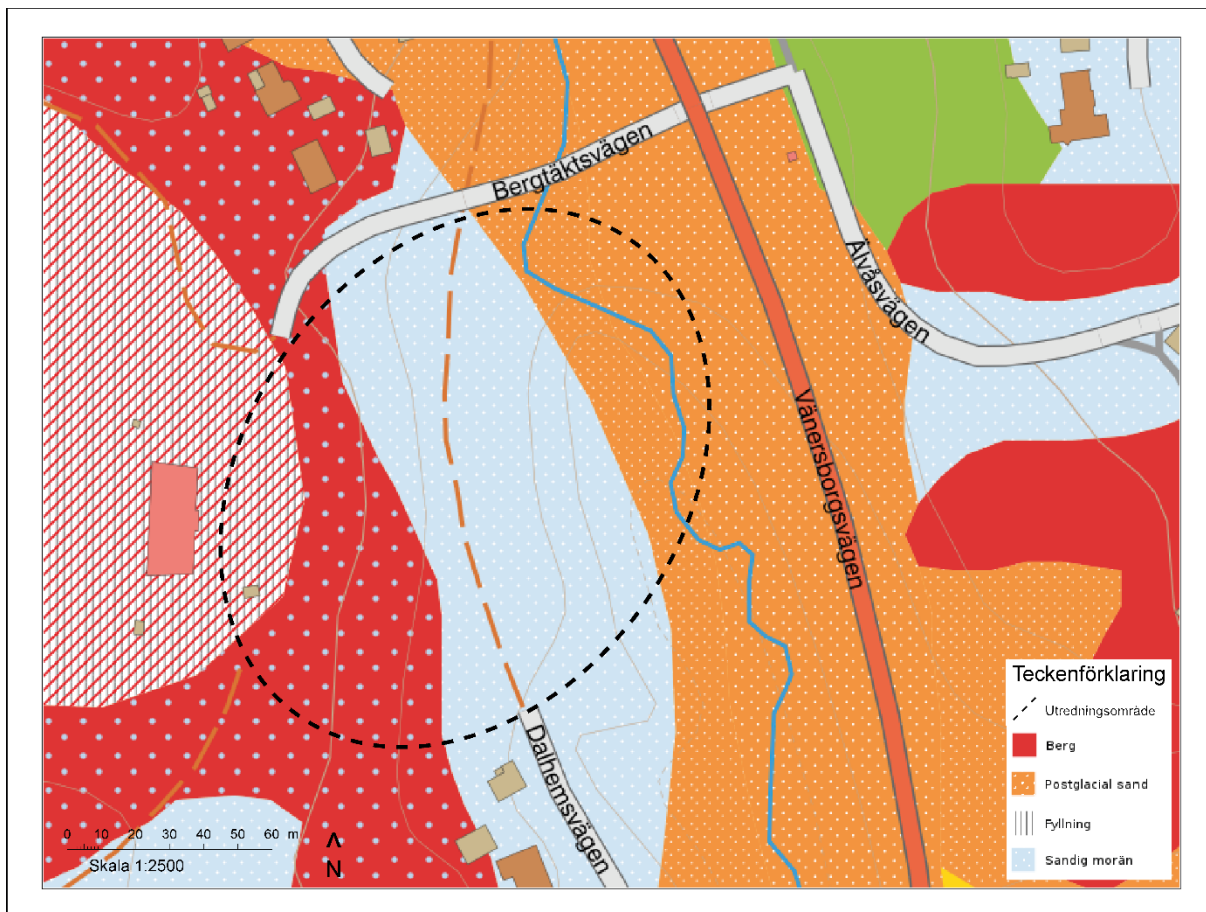 Bergtäktsvägen
Älvåsvägen
Vänersborgsvägen
Dalhemsvägen
Teckenförklaring
Utredningsområde
Berg
Postglacial sand
Fyllning
Sandig morän
0 10 20 30 40 50 60 m
Skala 1:2500
N